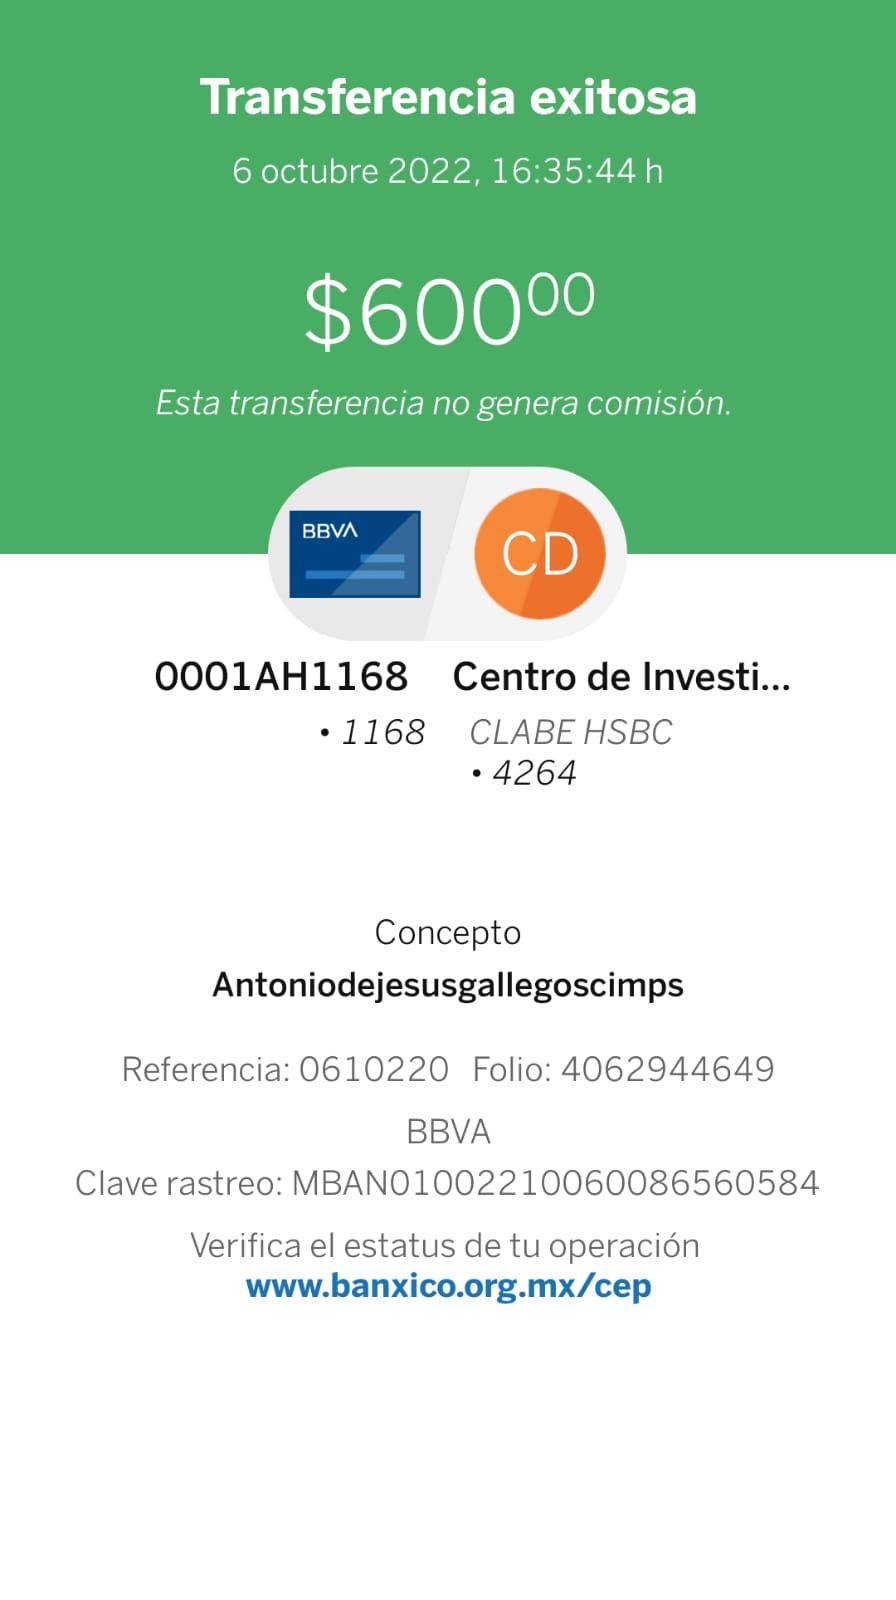 Transferencia exitosa
6 octubre 2022, 16:35:44 h
$600⁰⁰
Esta transferencia no genera comisión.
BBVA
CD
0001AH1168 Centro de Investi...
• 1168 CLABE HSBC
• 4264
Concepto
Antoniodejesusgallegoscimps
Referencia: 0610220 Folio: 4062944649
BBVA
Clave rastreo: MBAN01002210060086560584
Verifica el estatus de tu operación
www.banxico.org.mx/cep